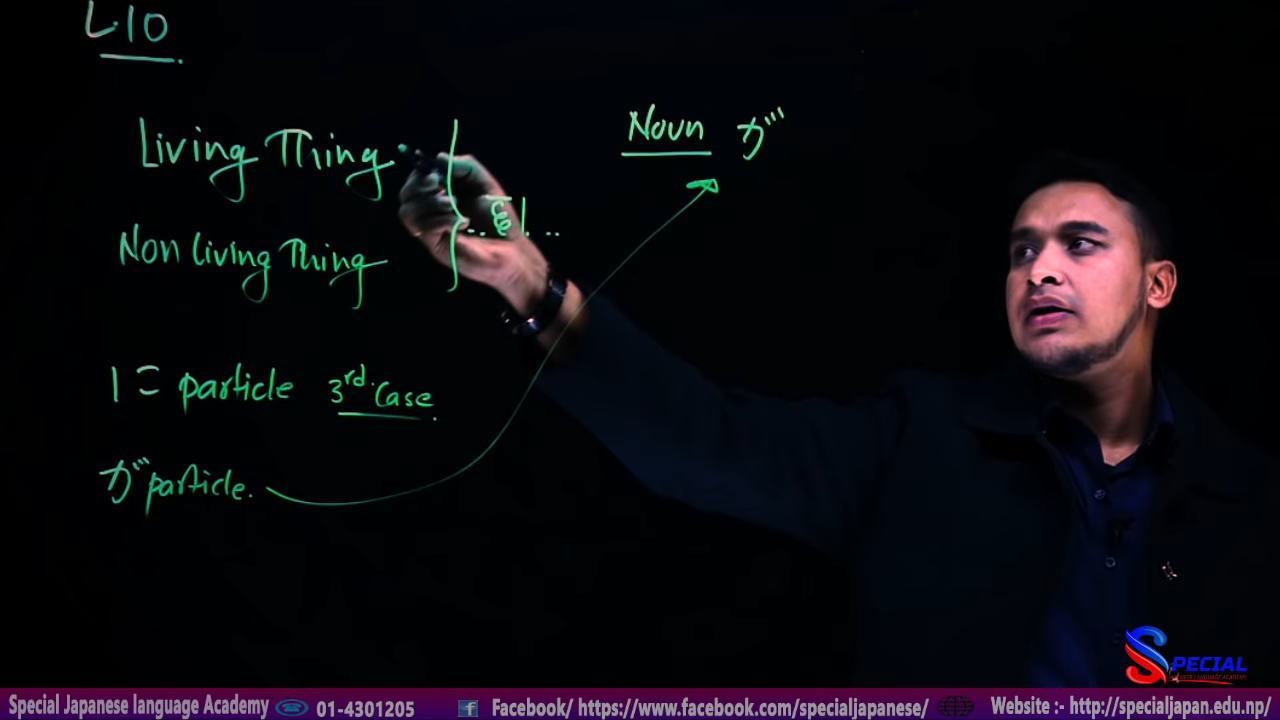 L10
Living Thing
Noun が
.. छ। ..
Non living Thing
に particle 3rd. Case.
が particle.
SPECIAL
Special Japanese language Academy 01-4301205 Facebook/ https://www.facebook.com/specialjapanese/ Website :- http://specialjapan.edu.np/